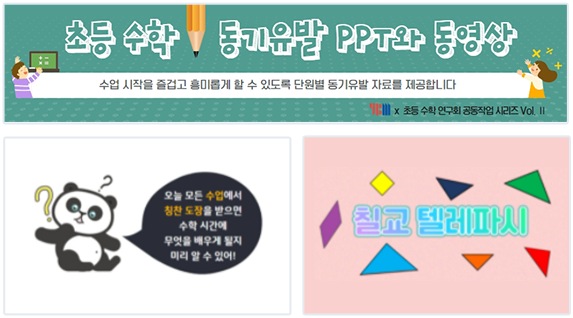 초등 수학 동기유발 PPT와 동영상
수업 시작을 즐겁고 흥미롭게 할 수 있도록 단원별 동기유발 자료를 제공합니다
x 초등 수학 연구회 공동작업 시리즈 Vol. II
오늘 모든 수업에서
칭찬 도장을 받으면
수학 시간에
무엇을 배우게 될지
미리 알 수 있어!
칠교 텔레파시